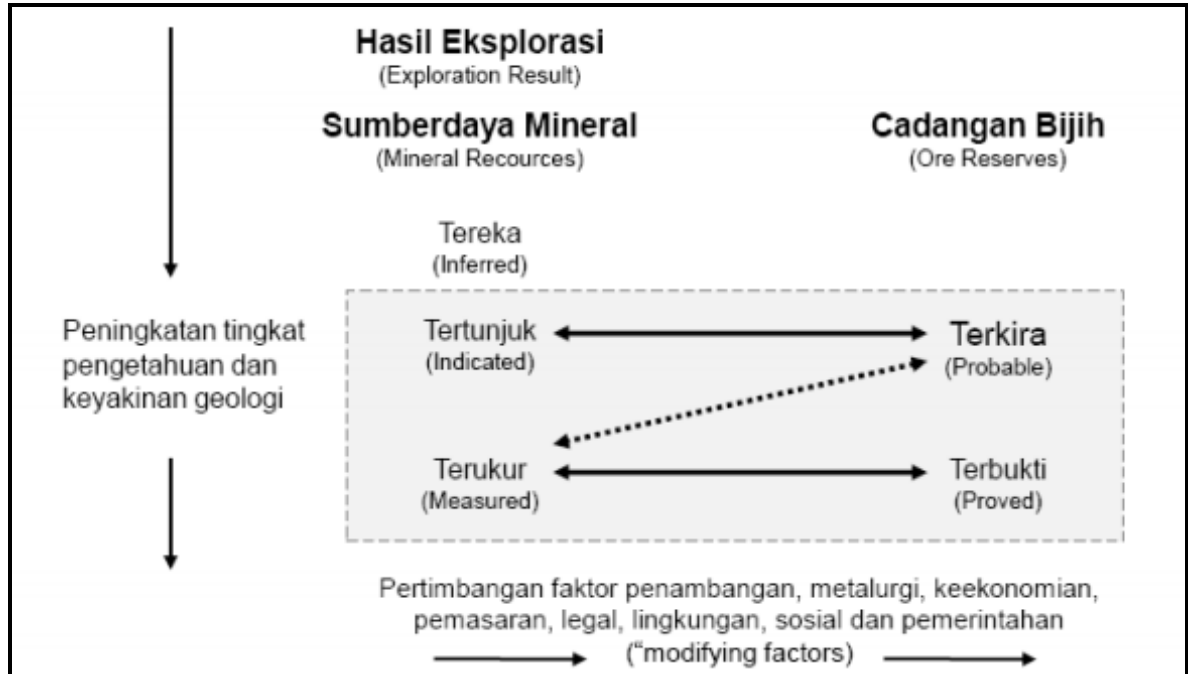 Hasil Eksplorasi
(Exploration Result)
Sumberdaya Mineral
(Mineral Recources)
Cadangan Bijih
(Ore Reserves)
Tereka
(Inferred)
Peningkatan tingkat
pengetahuan dan
keyakinan geologi
Tertunjuk
(Indicated)
Terkira
(Probable)
Terukur
(Measured)
Terbukti
(Proved)
Pertimbangan faktor penambangan, metalurgi, keekonomian,
pemasaran, legal, lingkungan, sosial dan pemerintahan
(“modifying factors)